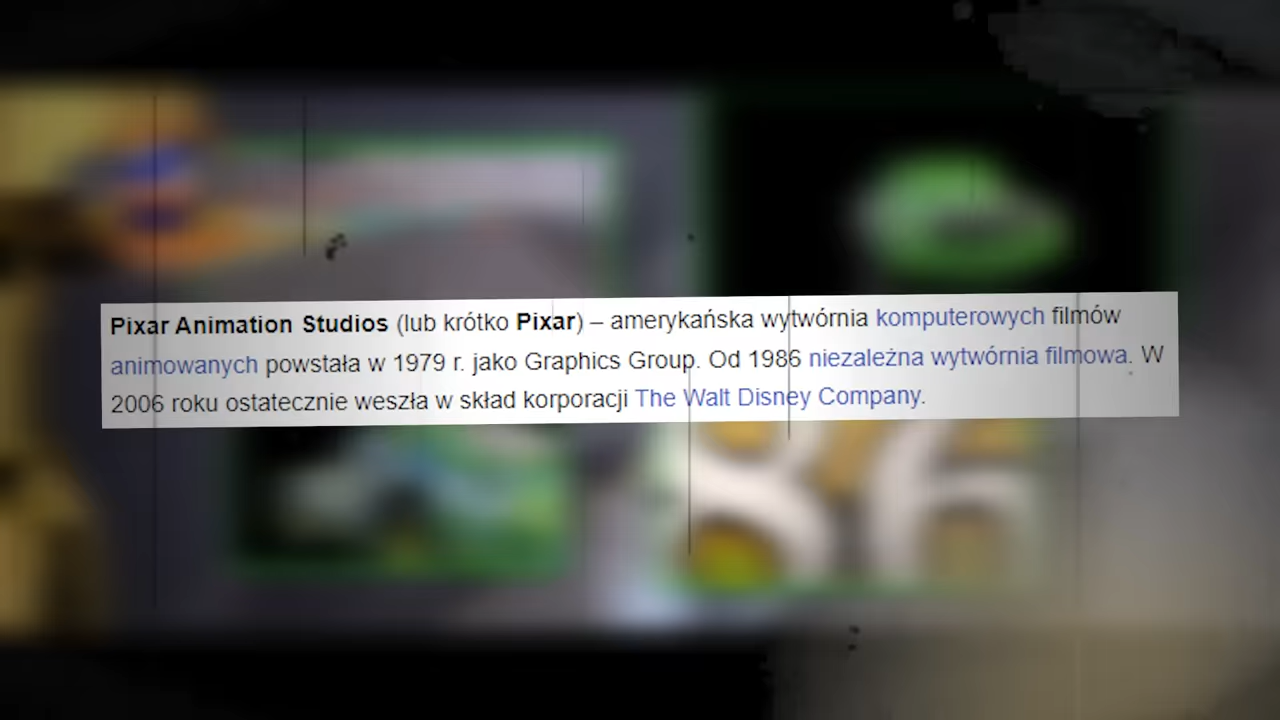 Pixar Animation Studios (lub krótko Pixar) – amerykańska wytwórnia komputerowych filmów
animowanych powstała w 1979 r. jako Graphics Group. Od 1986 niezależna wytwórnia filmowa. W
2006 roku ostatecznie weszła w skład korporacji The Walt Disney Company.